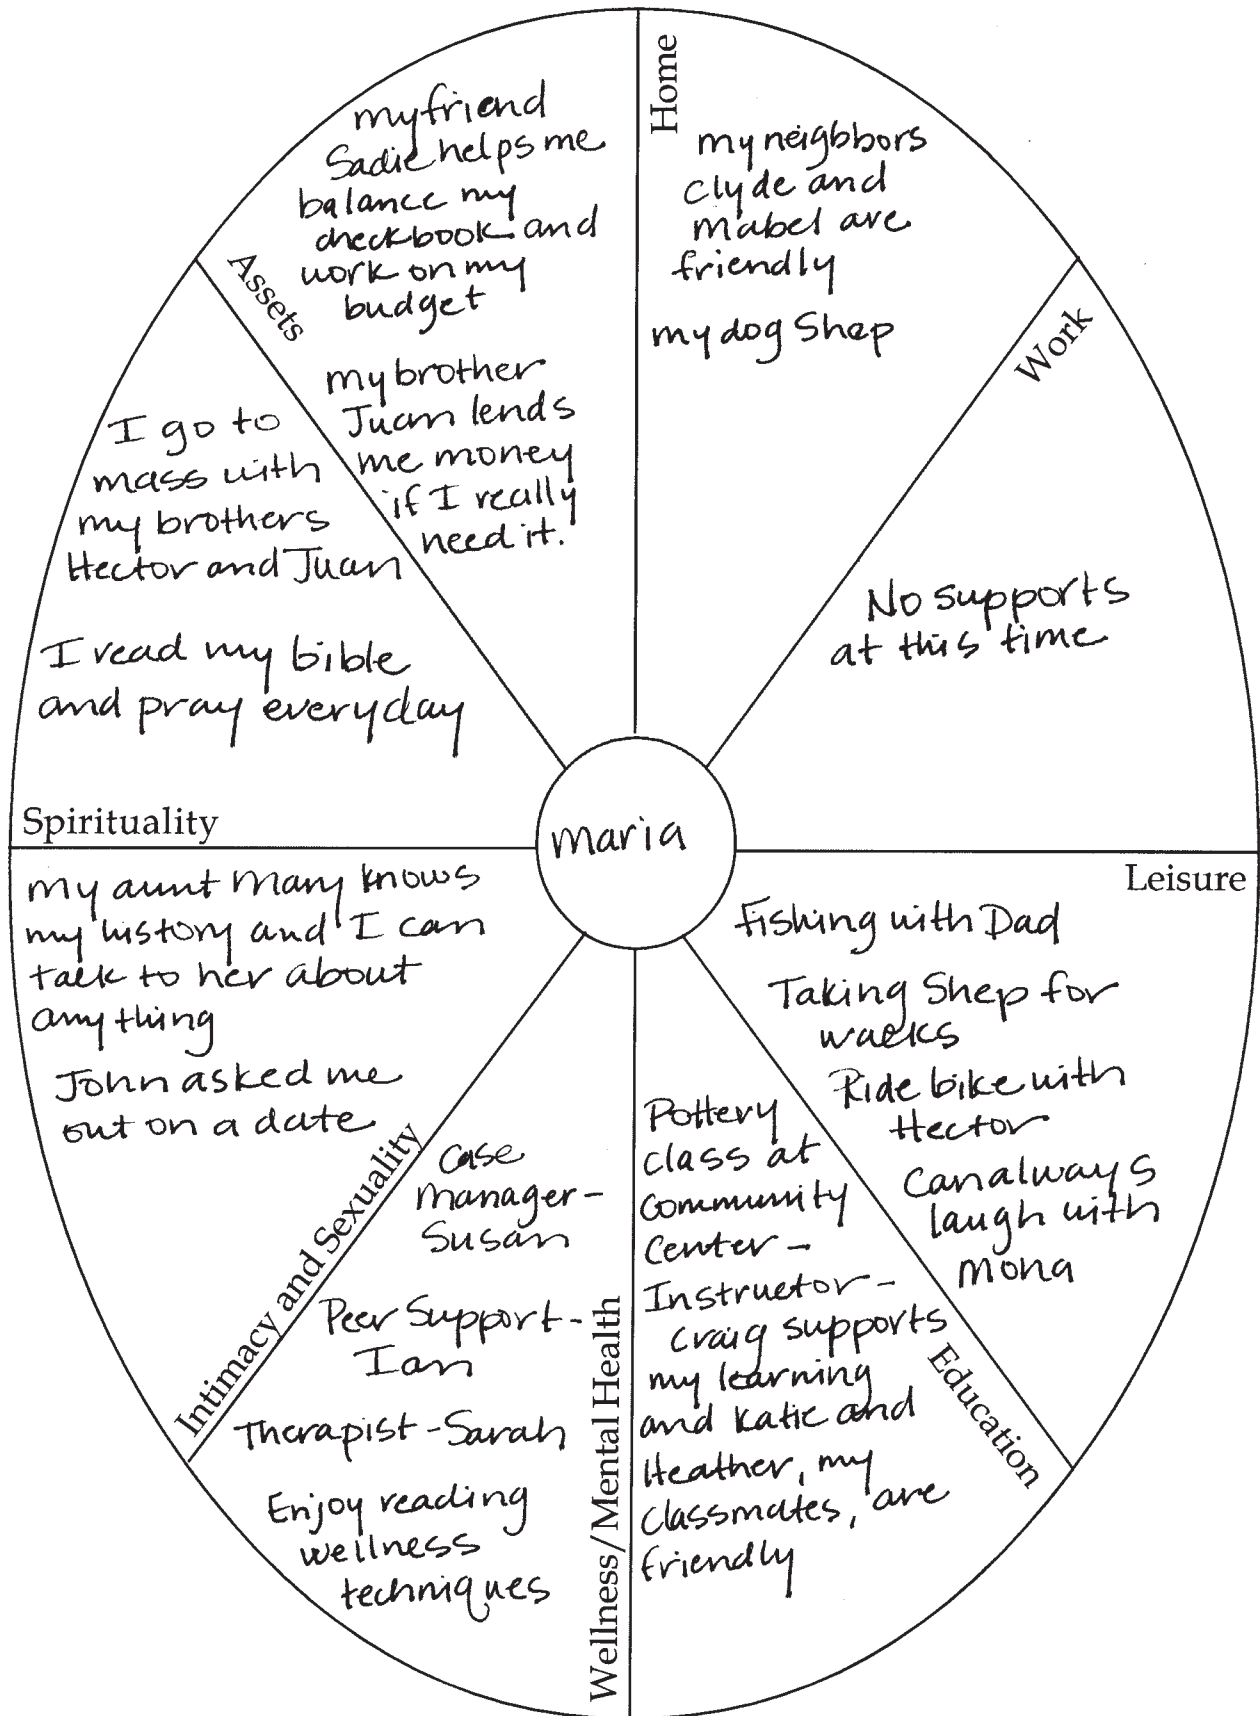 Home
my neigbbors
Clyde and
Mabel are
friendly
my dog Shep
Work
No supports
at this time
Leisure
Fishing with Dad
Taking Shep for
walks
Ride bike with
Hector
Can always
laugh with
Mona
Education
Pottery
class at
Community
Center -
Instructor -
Craig supports
my learning
and Katie and
Heather, my
classmates, are
friendly
Wellness/Mental Health
Case
Manager -
Susan
Peer Support -
Ian
Therapist - Sarah
Enjoy reading
wellness
techniques
Intimacy and Sexuality
my aunt Mary knows
my history and I can
talk to her about
anything
John asked me
out on a date
Spirituality
I go to
mass with
my brothers
Hector and Juan
I read my bible
and pray everyday
Assets
my friend
Sadie helps me
balance my
checkbook and
work on my
budget
my brother
Juan lends
me money
if I really
need it.
maria